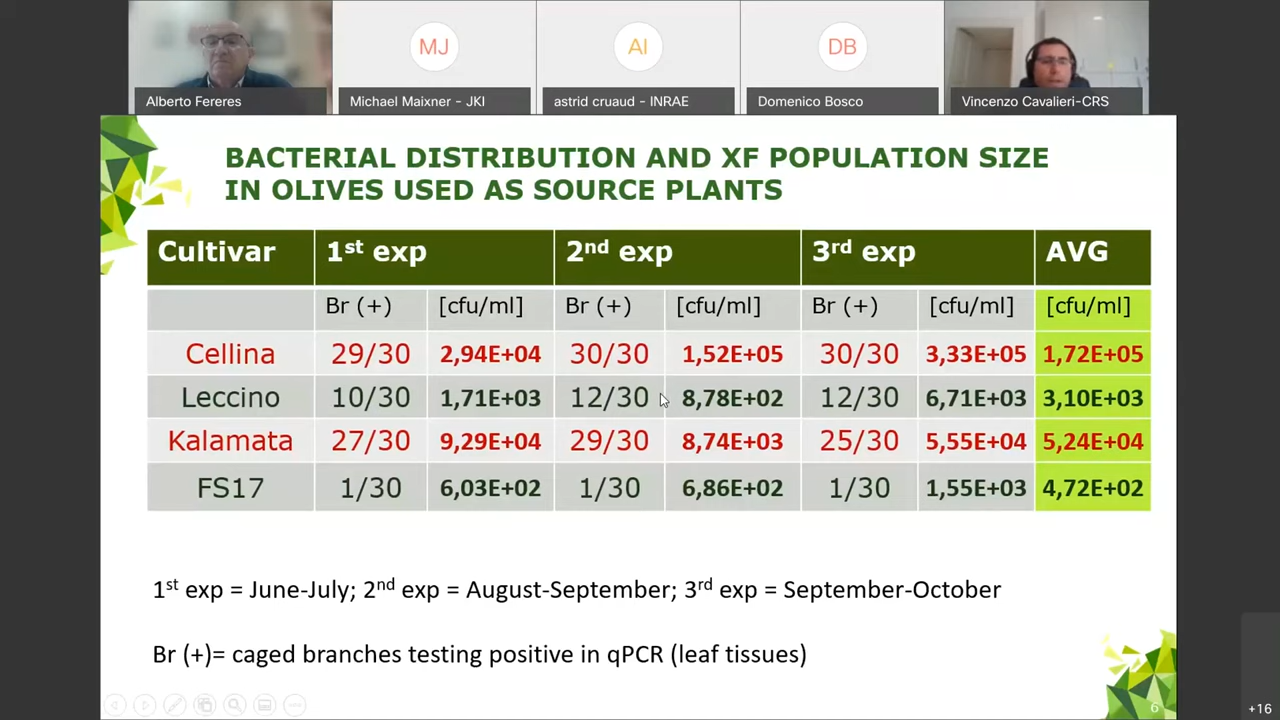 MJ
AI
DB
Alberto Fereres
Michael Maixner - JKI
astrid cruaud - INRAE
Domenico Bosco
Vincenzo Cavalieri-CRS
BACTERIAL DISTRIBUTION AND XF POPULATION SIZE
IN OLIVES USED AS SOURCE PLANTS
Cultivar 1st exp 2nd exp 3rd exp AVG
Br (+) [cfu/ml] Br (+) [cfu/ml] Br (+) [cfu/ml] [cfu/ml]
Cellina 29/30 2,94E+04 30/30 1,52E+05 30/30 3,33E+05 1,72E+05
Leccino 10/30 1,71E+03 12/30 8,78E+02 12/30 6,71E+03 3,10E+03
Kalamata 27/30 9,29E+04 29/30 8,74E+03 25/30 5,55E+04 5,24E+04
FS17 1/30 6,03E+02 1/30 6,86E+02 1/30 1,55E+03 4,72E+02
1st exp = June-July; 2nd exp = August-September; 3rd exp = September-October
Br (+)= caged branches testing positive in qPCR (leaf tissues)
6
+16